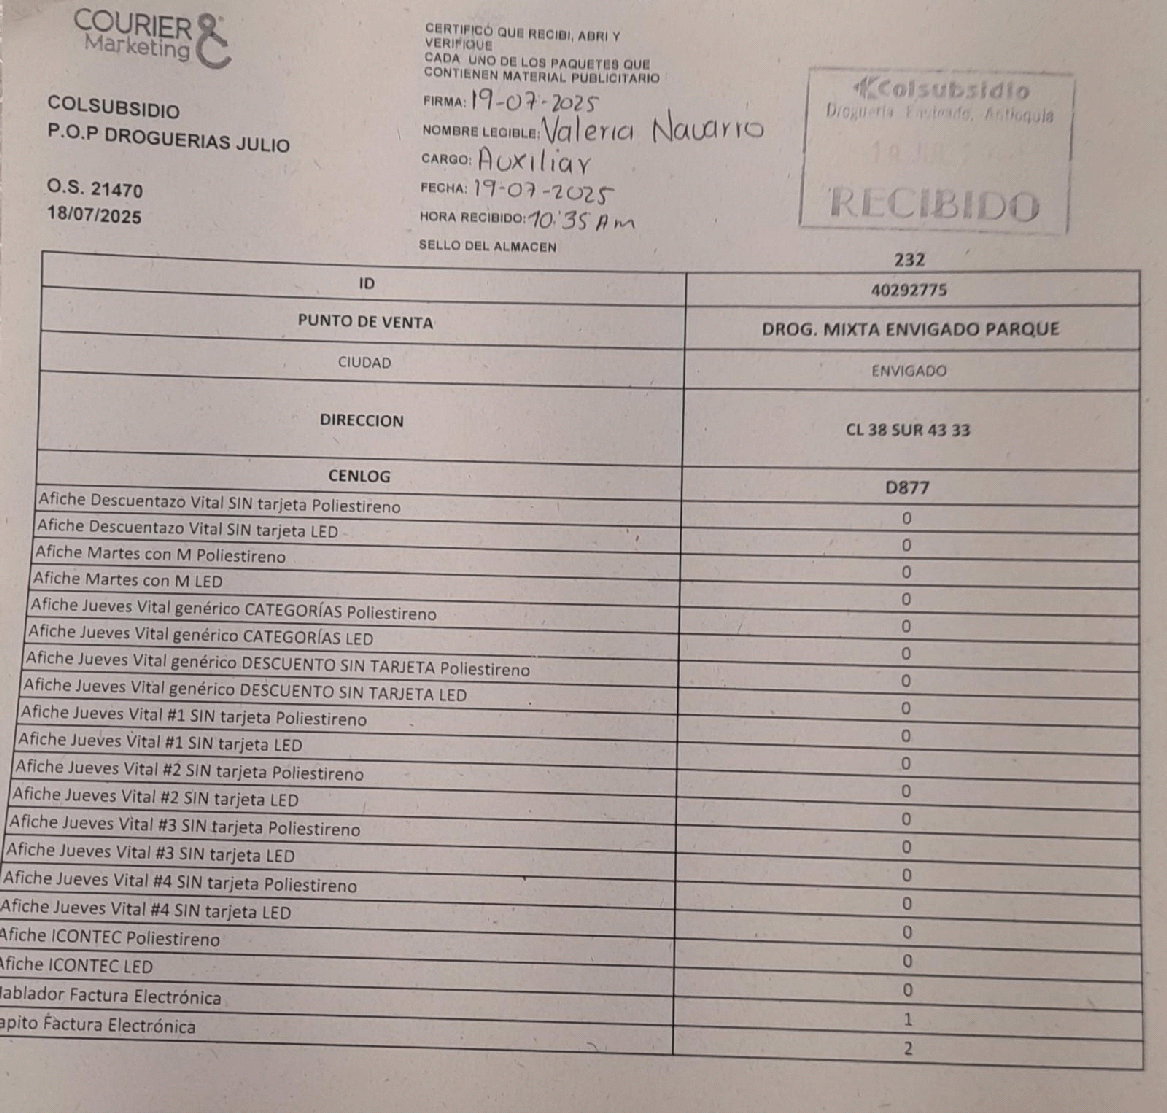 COURIER &
Marketing
COLSUBSIDIO
P.O.P DROGUERIAS JULIO
O.S. 21470
18/07/2025
CERTIFICO QUE RECIBI, ABRI Y
VERIFIQUE
CADA UNO DE LOS PAQUETES QUE
CONTIENEN MATERIAL PUBLICITARIO
FIRMA: 19-07-2025
NOMBRE LEGIBLE: Valeria Navarro
CARGO: Auxiliar
FECHA: 19-07-2025
HORA RECIBIDO: 10:35 Am
SELLO DEL ALMACEN
Colsubsidio
Droguería Envigado, Antioquia
RECIBIDO
232
ID 40292775
PUNTO DE VENTA DROG. MIXTA ENVIGADO PARQUE
CIUDAD ENVIGADO
DIRECCION CL 38 SUR 43 33
CENLOG D877
Afiche Descuentazo Vital SIN tarjeta Poliestireno 0
Afiche Descuentazo Vital SIN tarjeta LED 0
Afiche Martes con M Poliestireno 0
Afiche Martes con M LED 0
Afiche Jueves Vital genérico CATEGORÍAS Poliestireno 0
Afiche Jueves Vital genérico CATEGORÍAS LED 0
Afiche Jueves Vital genérico DESCUENTO SIN TARJETA Poliestireno 0
Afiche Jueves Vital genérico DESCUENTO SIN TARJETA LED 0
Afiche Jueves Vital #1 SIN tarjeta Poliestireno 0
Afiche Jueves Vital #1 SIN tarjeta LED 0
Afiche Jueves Vital #2 SIN tarjeta Poliestireno 0
Afiche Jueves Vital #2 SIN tarjeta LED 0
Afiche Jueves Vital #3 SIN tarjeta Poliestireno 0
Afiche Jueves Vital #3 SIN tarjeta LED 0
Afiche Jueves Vital #4 SIN tarjeta Poliestireno 0
Afiche Jueves Vital #4 SIN tarjeta LED 0
Afiche ICONTEC Poliestireno 0
Afiche ICONTEC LED 0
Hablador Factura Electrónica 1
apito Factura Electrónica 2